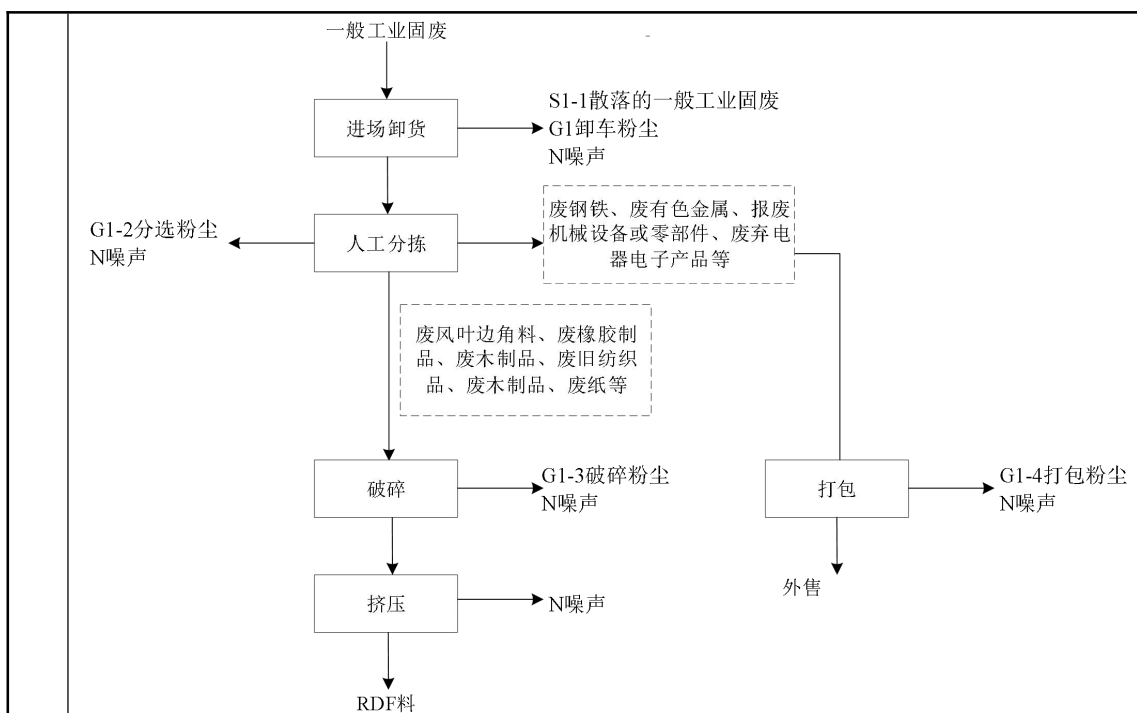 一般工业固废
进场卸货
S1-1散落的一般工业固废
G1卸车粉尘
N噪声
G1-2分选粉尘
N噪声
人工分拣
废钢铁、废有色金属、报废
机械设备或零部件、废弃电
器电子产品等
废风叶边角料、废橡胶制
品、废木制品、废旧纺织
品、废木制品、废纸等
破碎
G1-3破碎粉尘
N噪声
打包
G1-4打包粉尘
N噪声
挤压
N噪声
外售
RDF料